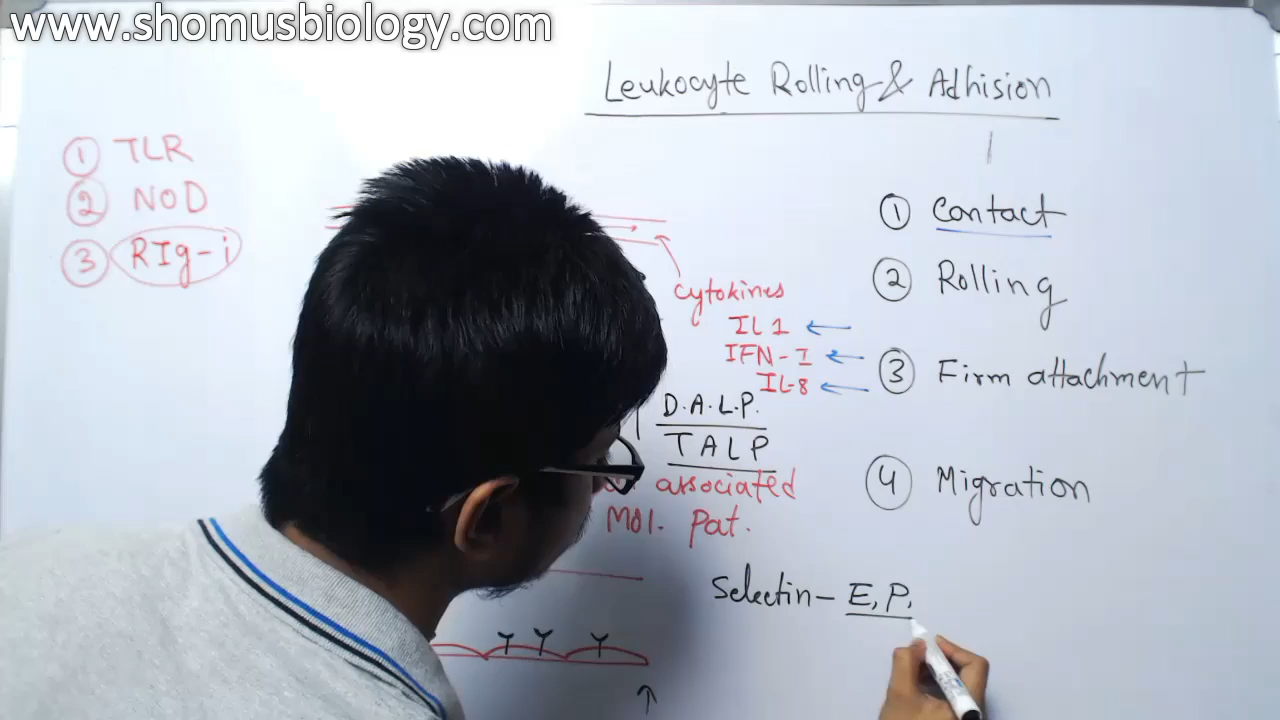 www.shomusbiology.com
Leukocyte Rolling & Adhision
① TLR
② NOD
③ RIg-i
cytokines
IL 1
IFN-I
IL-8
D.A.L.P.
TALP
associated
Mol. Pat.
① Contact
② Rolling
③ Firm attachment
④ Migration
Selectin - E, P,